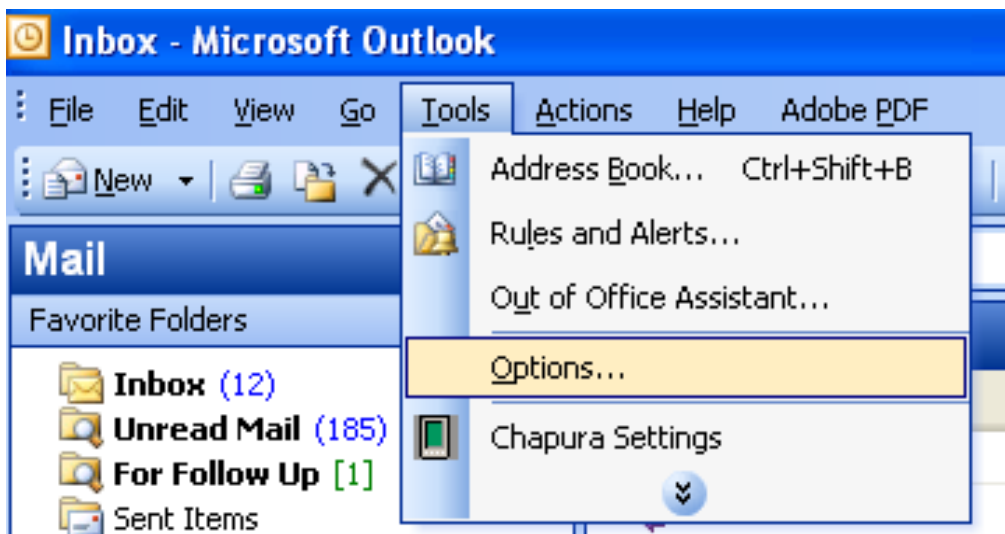 Inbox - Microsoft Outlook
File Edit View Go Tools Actions Help Adobe PDF
New
Address Book... Ctrl+Shift+B
Rules and Alerts...
Out of Office Assistant...
Options...
Chapura Settings
Mail
Favorite Folders
Inbox (12)
Unread Mail (185)
For Follow Up [1]
Sent Items